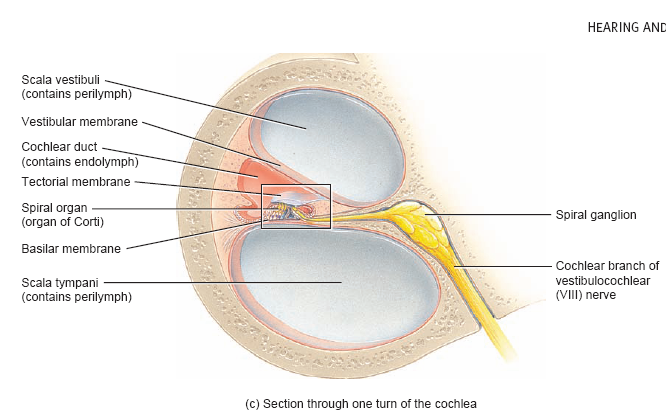 HEARING AND
Scala vestibuli
(contains perilymph)
Vestibular membrane
Cochlear duct
(contains endolymph)
Tectorial membrane
Spiral organ
(organ of Corti)
Basilar membrane
Scala tympani
(contains perilymph)
Spiral ganglion
Cochlear branch of
vestibulocochlear
(VIII) nerve
(c) Section through one turn of the cochlea